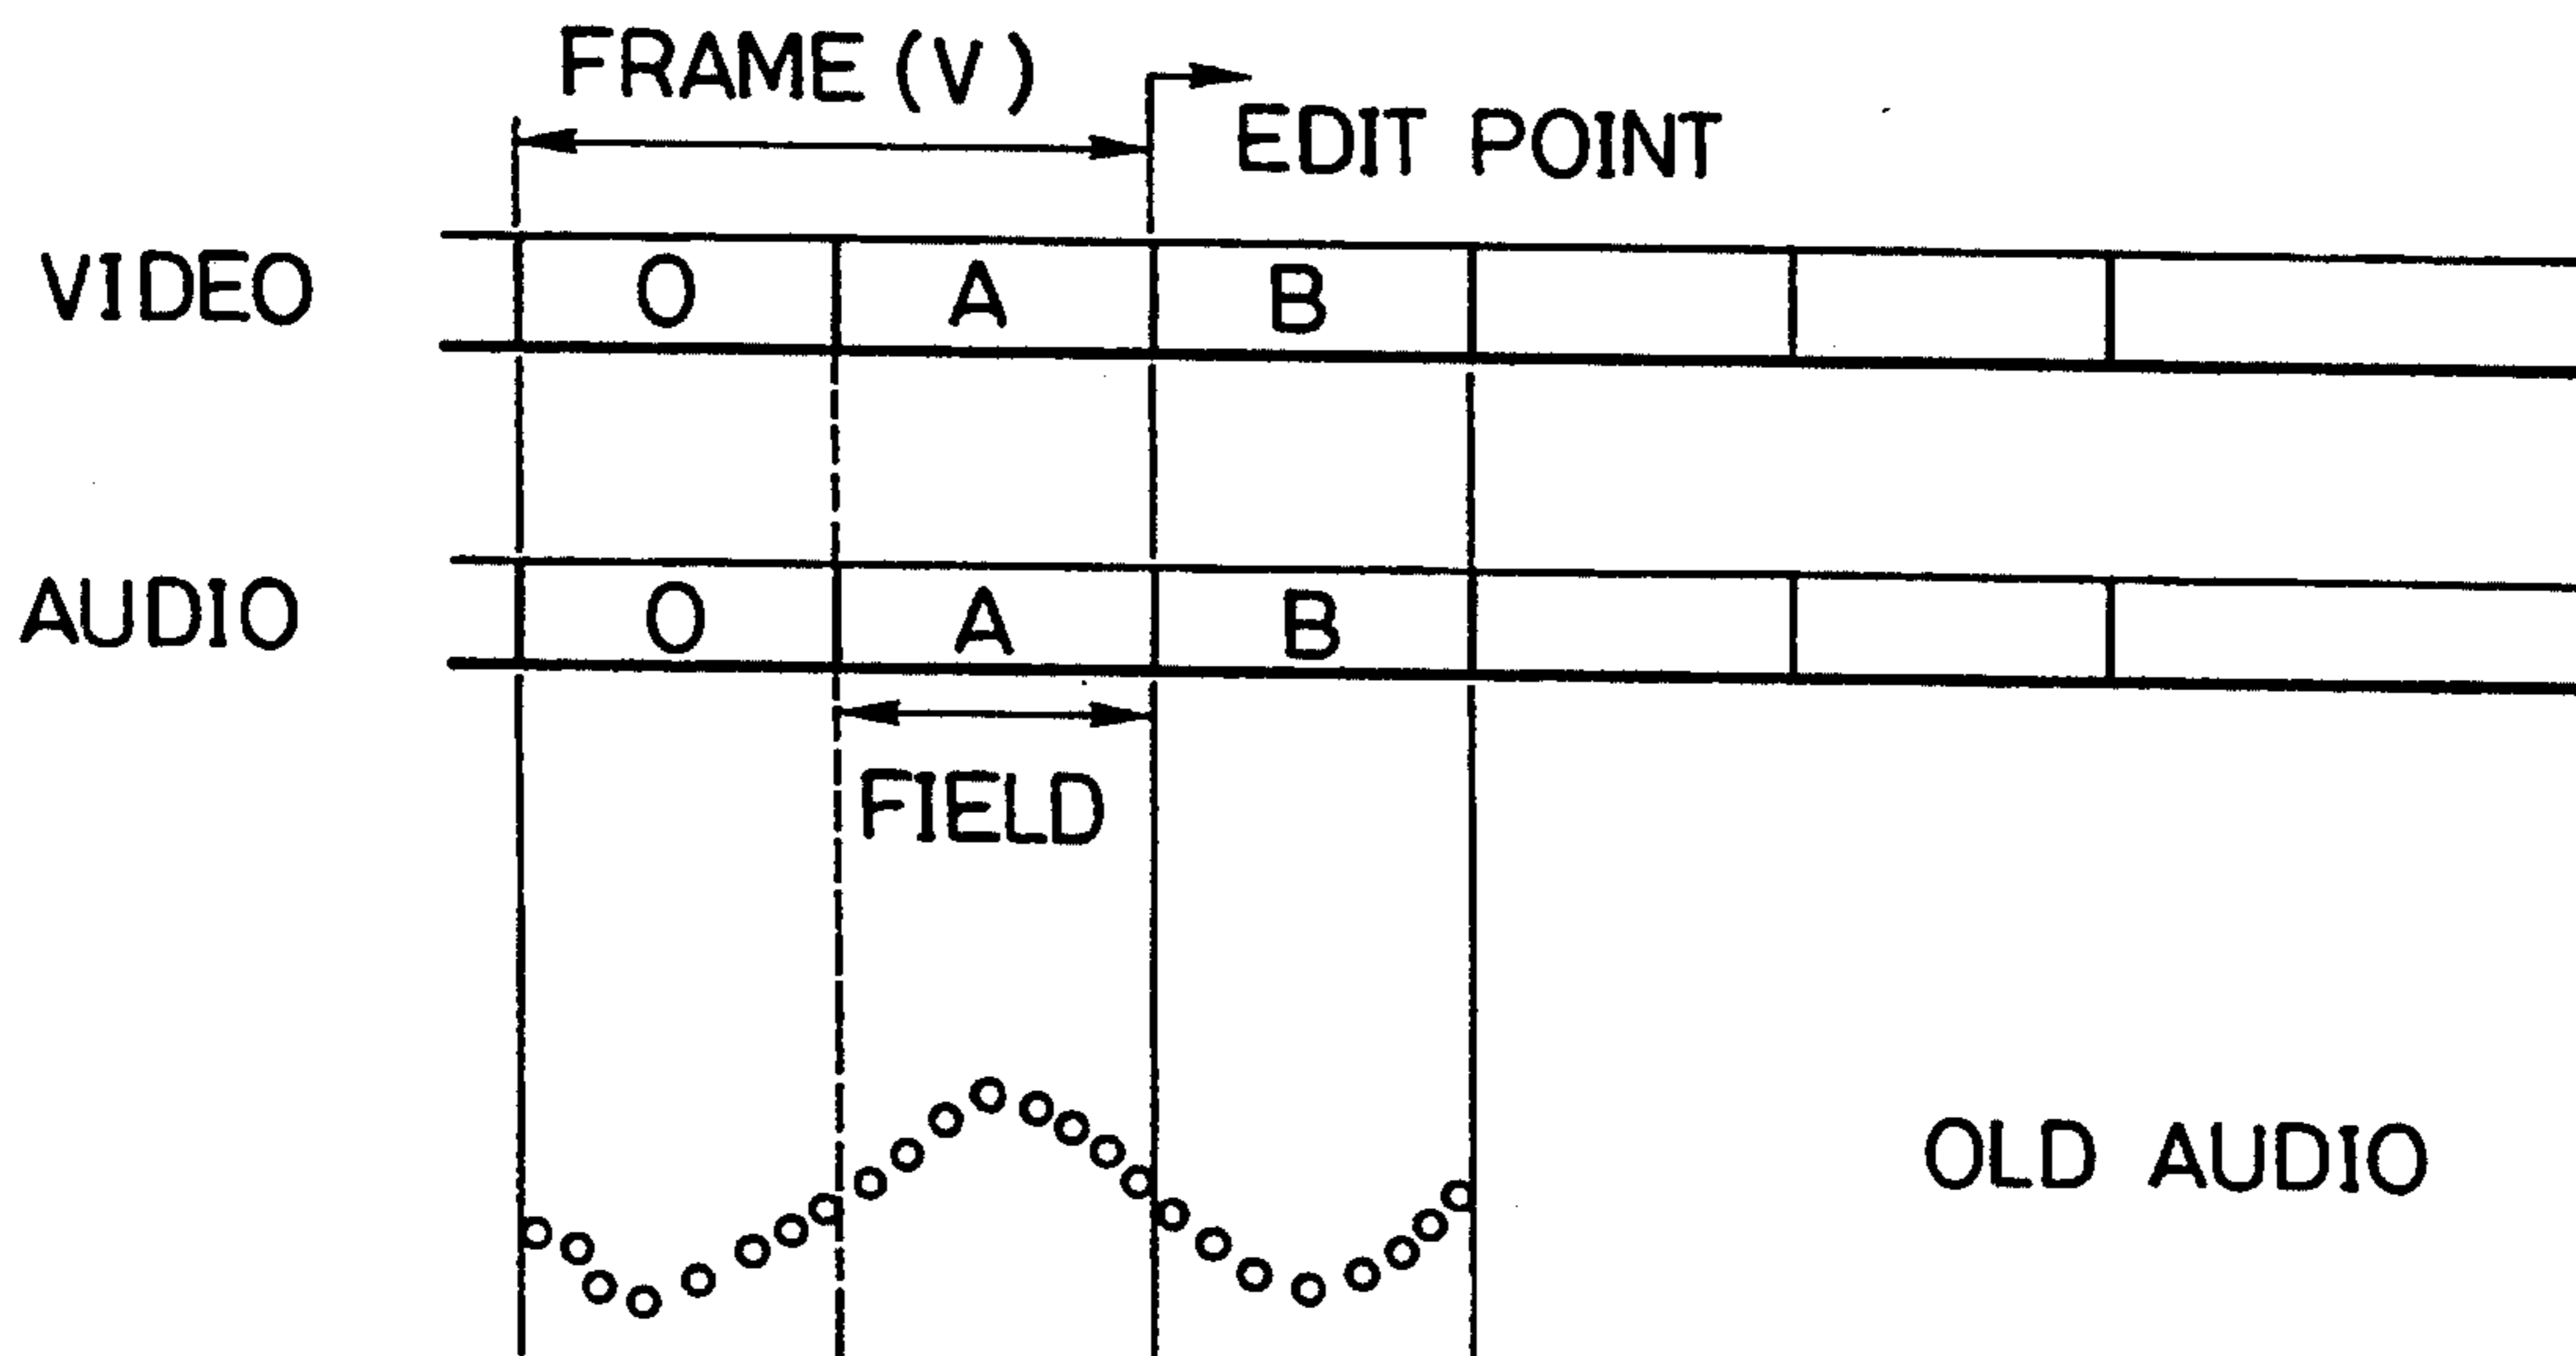 FRAME (V)
EDIT POINT
VIDEO O A B
AUDIO O A B
FIELD
OLD AUDIO